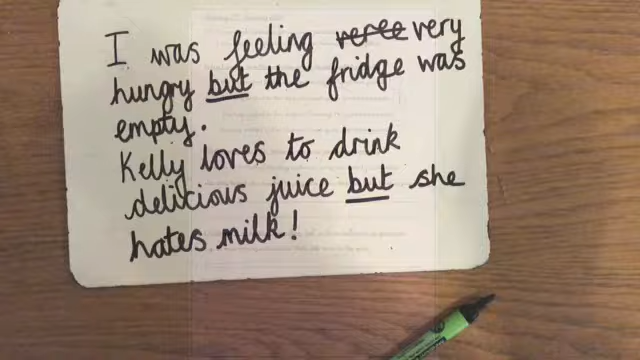 I was feeling veree very
hungry but the fridge was
empty.
Kelly loves to drink
delicious juice but she
hates milk!